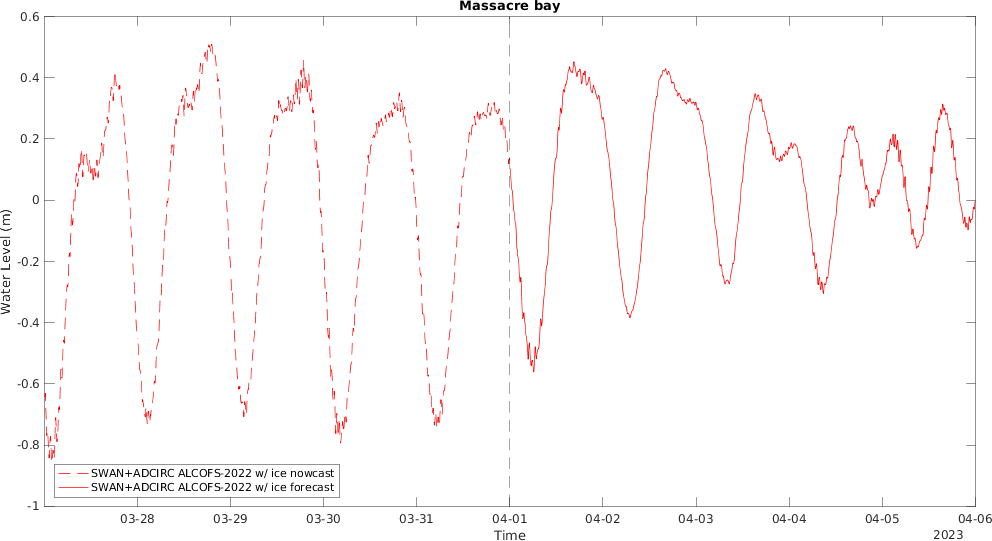 Massacre bay
0.6
0.4
0.2
0
-0.2
-0.4
-0.6
-0.8
-1
Water Level (m)
SWAN+ADCIRC ALCOFS-2022 w/ ice nowcast
SWAN+ADCIRC ALCOFS-2022 w/ ice forecast
03-28 03-29 03-30 03-31 04-01 04-02 04-03 04-04 04-05 04-06
Time
2023